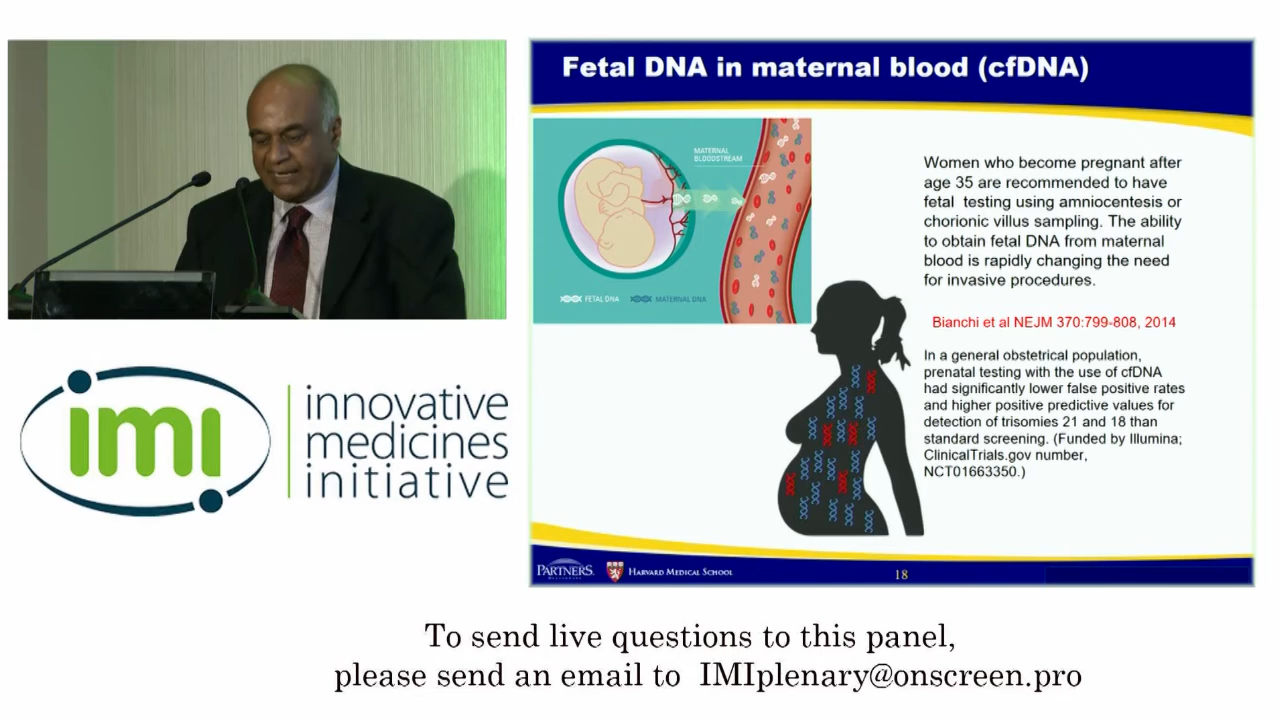 Fetal DNA in maternal blood (cfDNA)
MATERNAL
BLOODSTREAM
FETAL DNA
MATERNAL DNA
Women who become pregnant after
age 35 are recommended to have
fetal testing using amniocentesis or
chorionic villus sampling. The ability
to obtain fetal DNA from maternal
blood is rapidly changing the need
for invasive procedures.
Bianchi et al NEJM 370:799-808, 2014
In a general obstetrical population,
prenatal testing with the use of cfDNA
had significantly lower false positive rates
and higher positive predictive values for
detection of trisomies 21 and 18 than
standard screening. (Funded by Illumina;
ClinicalTrials.gov number,
NCT01663350.)
PARTNERS.
HARVARD MEDICAL SCHOOL
18
imi
innovative
medicines
initiative
To send live questions to this panel,
please send an email to IMIplenary@onscreen.pro